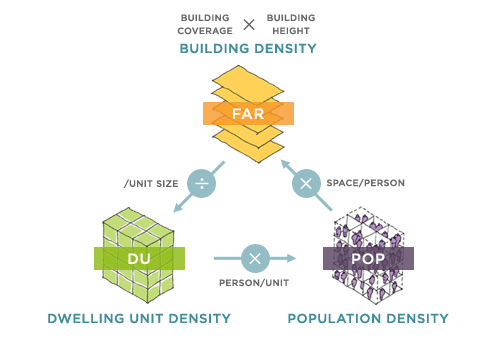 BUILDING COVERAGE × BUILDING HEIGHT
BUILDING DENSITY
FAR
/UNIT SIZE
÷
×
SPACE/PERSON
DU
×
PERSON/UNIT
POP
DWELLING UNIT DENSITY
POPULATION DENSITY